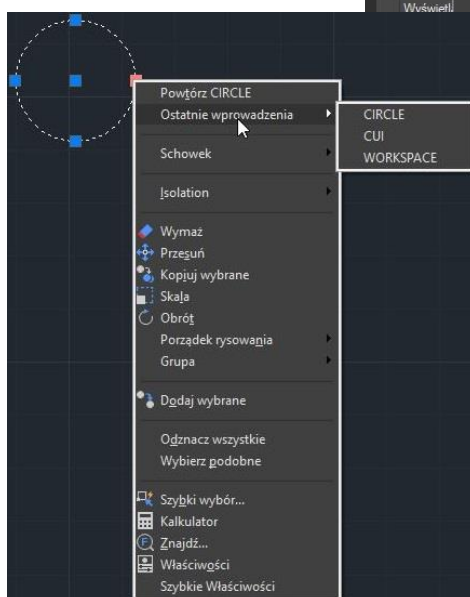 Wyświetl
Powtórz CIRCLE
Ostatnie wprowadzenia
CIRCLE
CUI
WORKSPACE
Schowek
Isolation
Wymaż
Przesuń
Kopiuj wybrane
Skala
Obrót
Porządek rysowania
Grupa
Dodaj wybrane
Odznacz wszystkie
Wybierz podobne
Szybki wybór...
Kalkulator
Znajdź...
Właściwości
Szybkie Właściwości